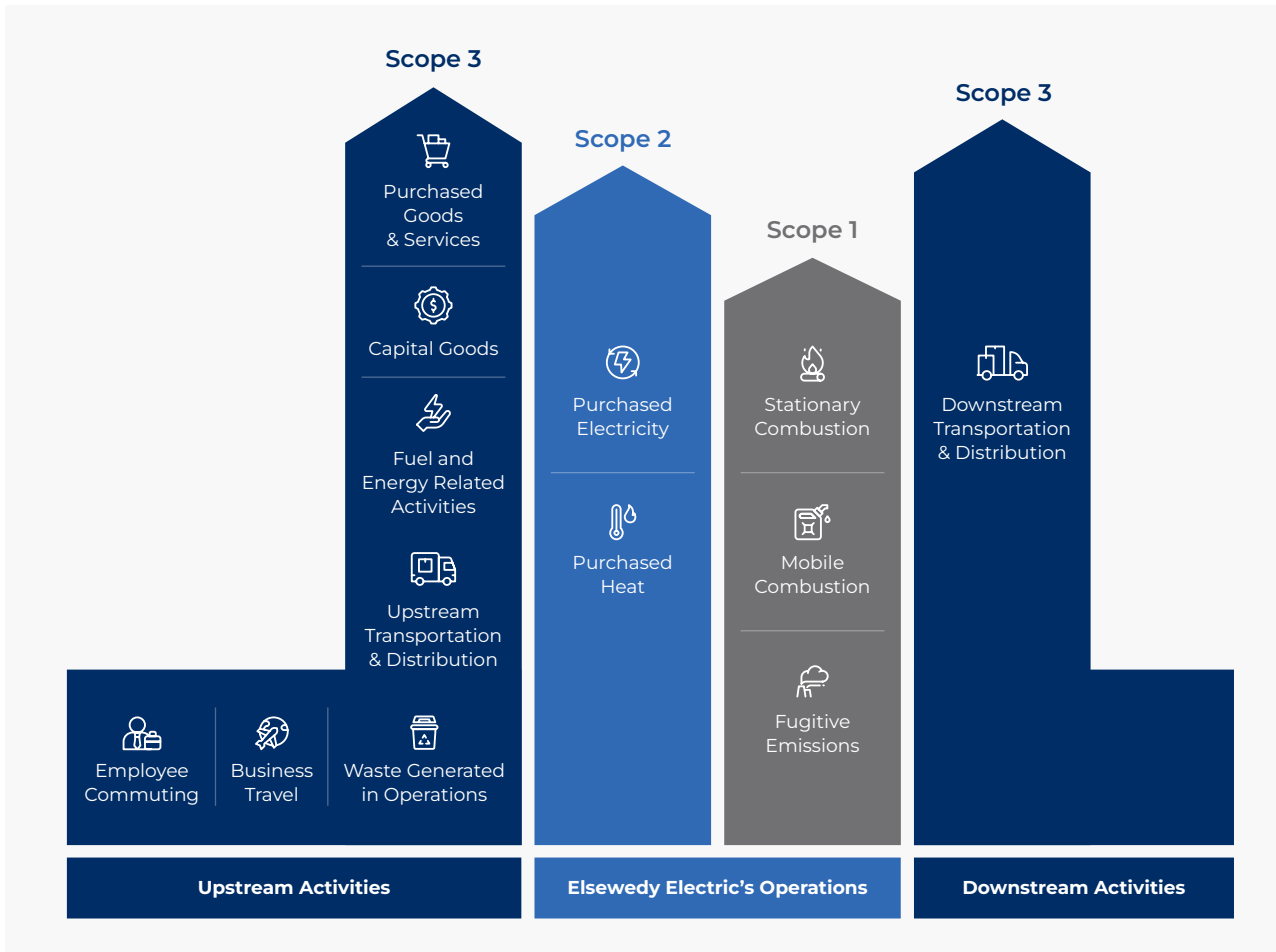 Scope 3
Purchased
Goods
& Services
Capital Goods
Fuel and
Energy Related
Activities
Upstream
Transportation
& Distribution
Employee
Commuting
Business
Travel
Waste Generated
in Operations
Upstream Activities
Scope 2
Purchased
Electricity
Purchased
Heat
Scope 1
Stationary
Combustion
Mobile
Combustion
Fugitive
Emissions
Elsewedy Electric's Operations
Scope 3
Downstream
Transportation
& Distribution
Downstream Activities